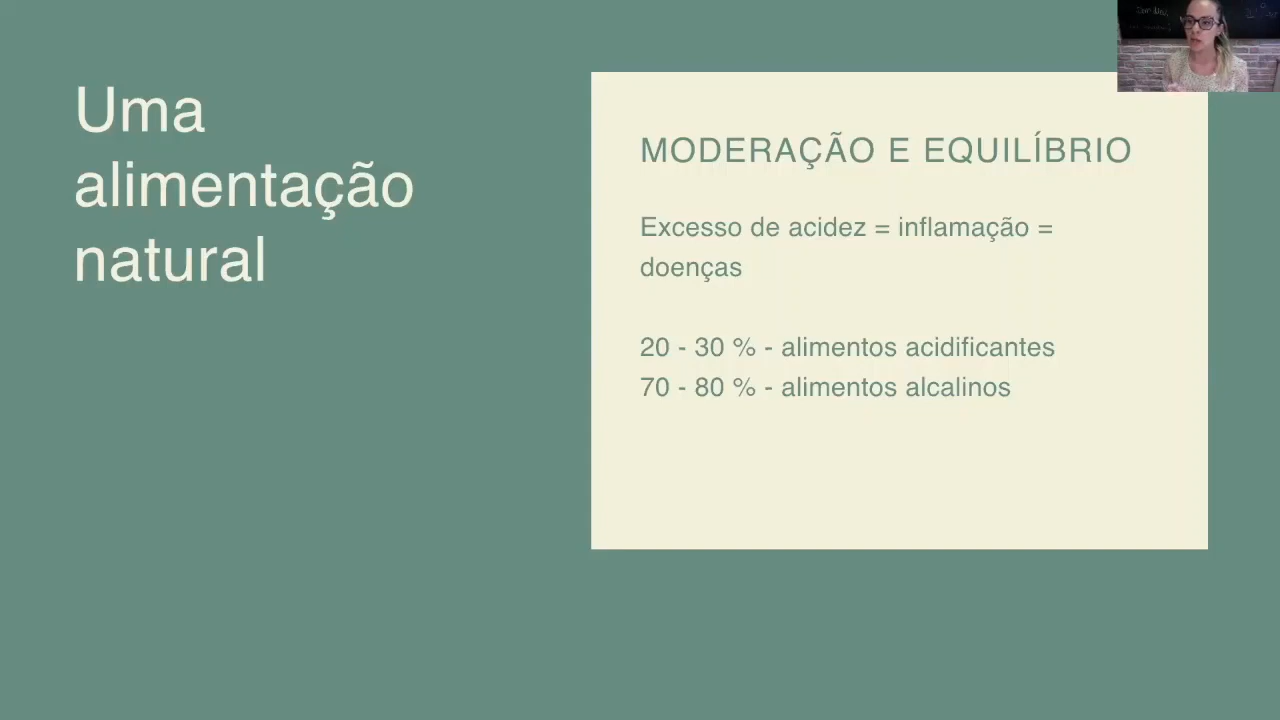 Uma
alimentação
natural
MODERAÇÃO E EQUILÍBRIO
Excesso de acidez = inflamação =
doenças
20 - 30 % - alimentos acidificantes
70 - 80 % - alimentos alcalinos